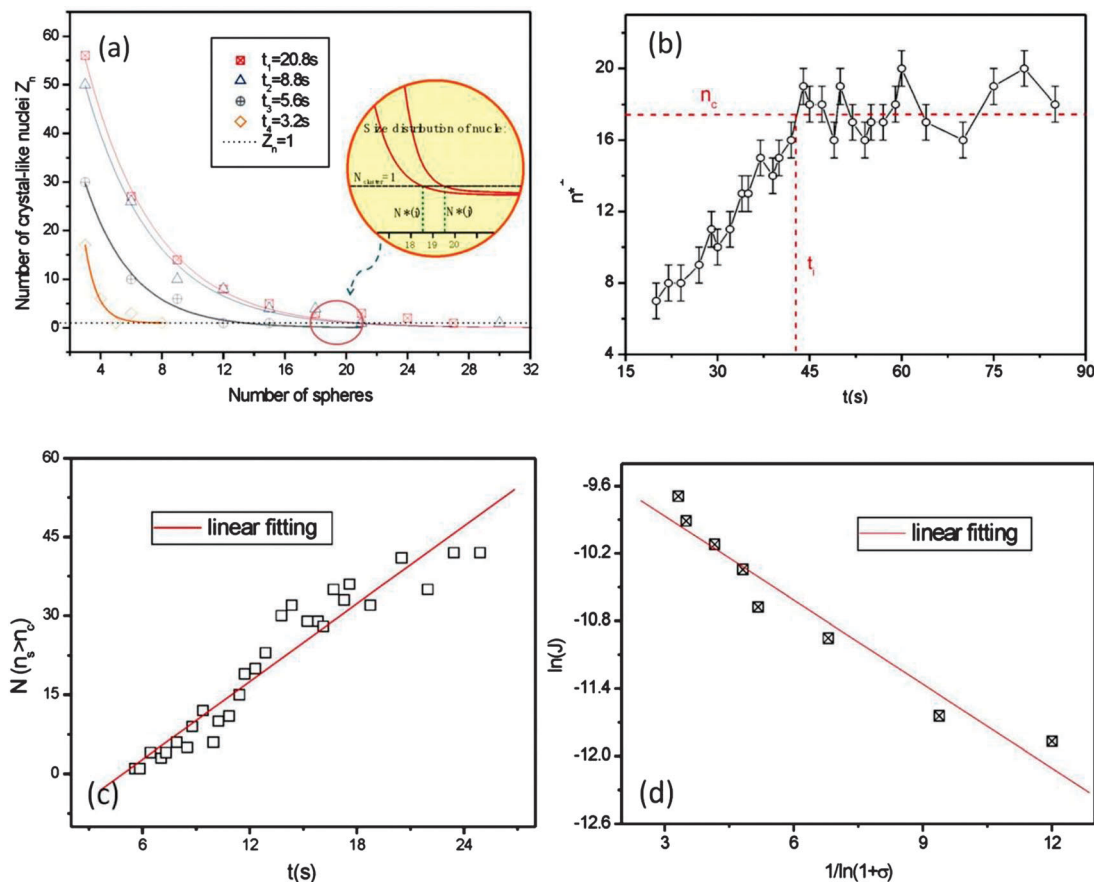 (a)
Number of crystal-like nuclei Zn
60
50
40
30
20
10
0
4
8
12
16
20
24
28
32
Number of spheres
t1=20.8s
t2=8.8s
t3=5.6s
t4=3.2s
Zn=1
Size distribution of nuclei:
=1
N*(i)
N*(j)
18
19
20
(b)
n*
20
18
16
14
12
10
8
6
4
15
30
45
60
75
90
t(s)
nc
ti
(c)
N (ns>nc)
60
45
30
15
0
6
12
18
24
t(s)
linear fitting
(d)
ln(J)
-9.6
-10.2
-10.8
-11.4
-12.0
-12.6
3
6
9
12
1/ln(1+σ)
linear fitting